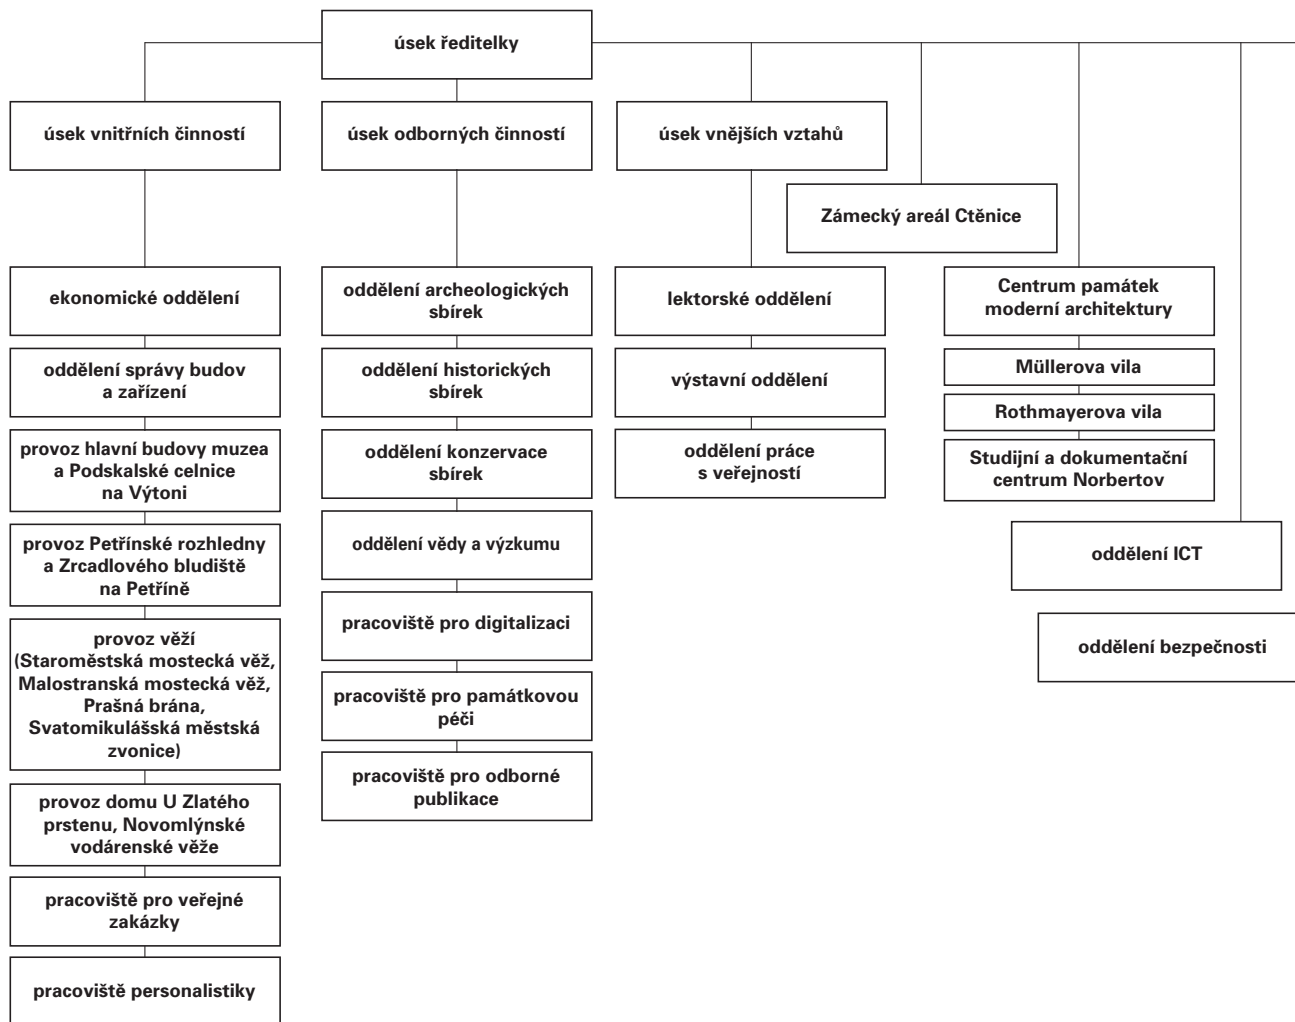 úsek ředitelky
úsek vnitřních činností
úsek odborných činností
úsek vnějších vztahů
Zámecký areál Ctěnice
ekonomické oddělení
oddělení správy budov
a zařízení
provoz hlavní budovy muzea
a Podskalské celnice
na Výtoni
provoz Petřínské rozhledny
a Zrcadlového bludiště
na Petříně
provoz věží
(Staroměstská mostecká věž,
Malostranská mostecká věž,
Prašná brána,
Svatomikulášská městská
zvonice)
provoz domu U Zlatého
prstenu, Novomlýnské
vodárenské věže
pracoviště pro veřejné
zakázky
pracoviště personalistiky
oddělení archeologických
sbírek
oddělení historických
sbírek
oddělení konzervace
sbírek
oddělení vědy a výzkumu
pracoviště pro digitalizaci
pracoviště pro památkovou
péči
pracoviště pro odborné
publikace
lektorské oddělení
výstavní oddělení
oddělení práce
s veřejností
Centrum památek
moderní architektury
Müllerova vila
Rothmayerova vila
Studijní a dokumentační
centrum Norbertov
oddělení ICT
oddělení bezpečnosti